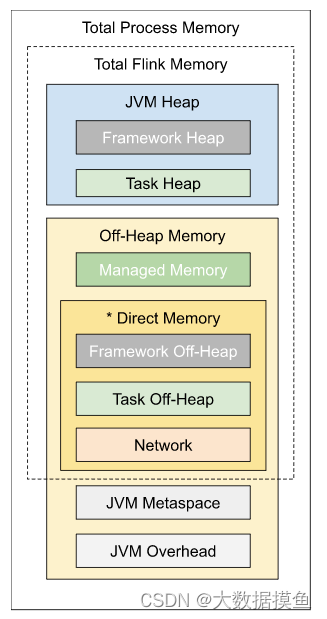 Total Process Memory
Total Flink Memory
JVM Heap
Framework Heap
Task Heap
Off-Heap Memory
Managed Memory
* Direct Memory
Framework Off-Heap
Task Off-Heap
Network
JVM Metaspace
JVM Overhead
CSDN @大数据摸鱼